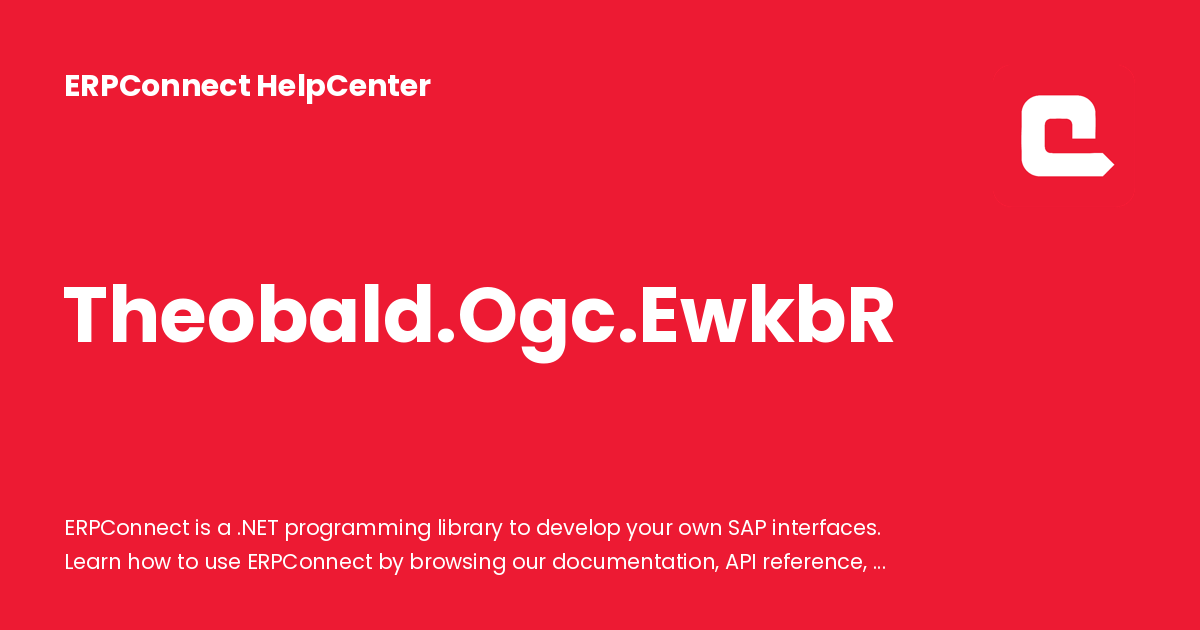 ERPConnect HelpCenter
Theobald.Ogc.EwkbR
ERPConnect is a .NET programming library to develop your own SAP interfaces.
Learn how to use ERPConnect by browsing our documentation, API reference, ...